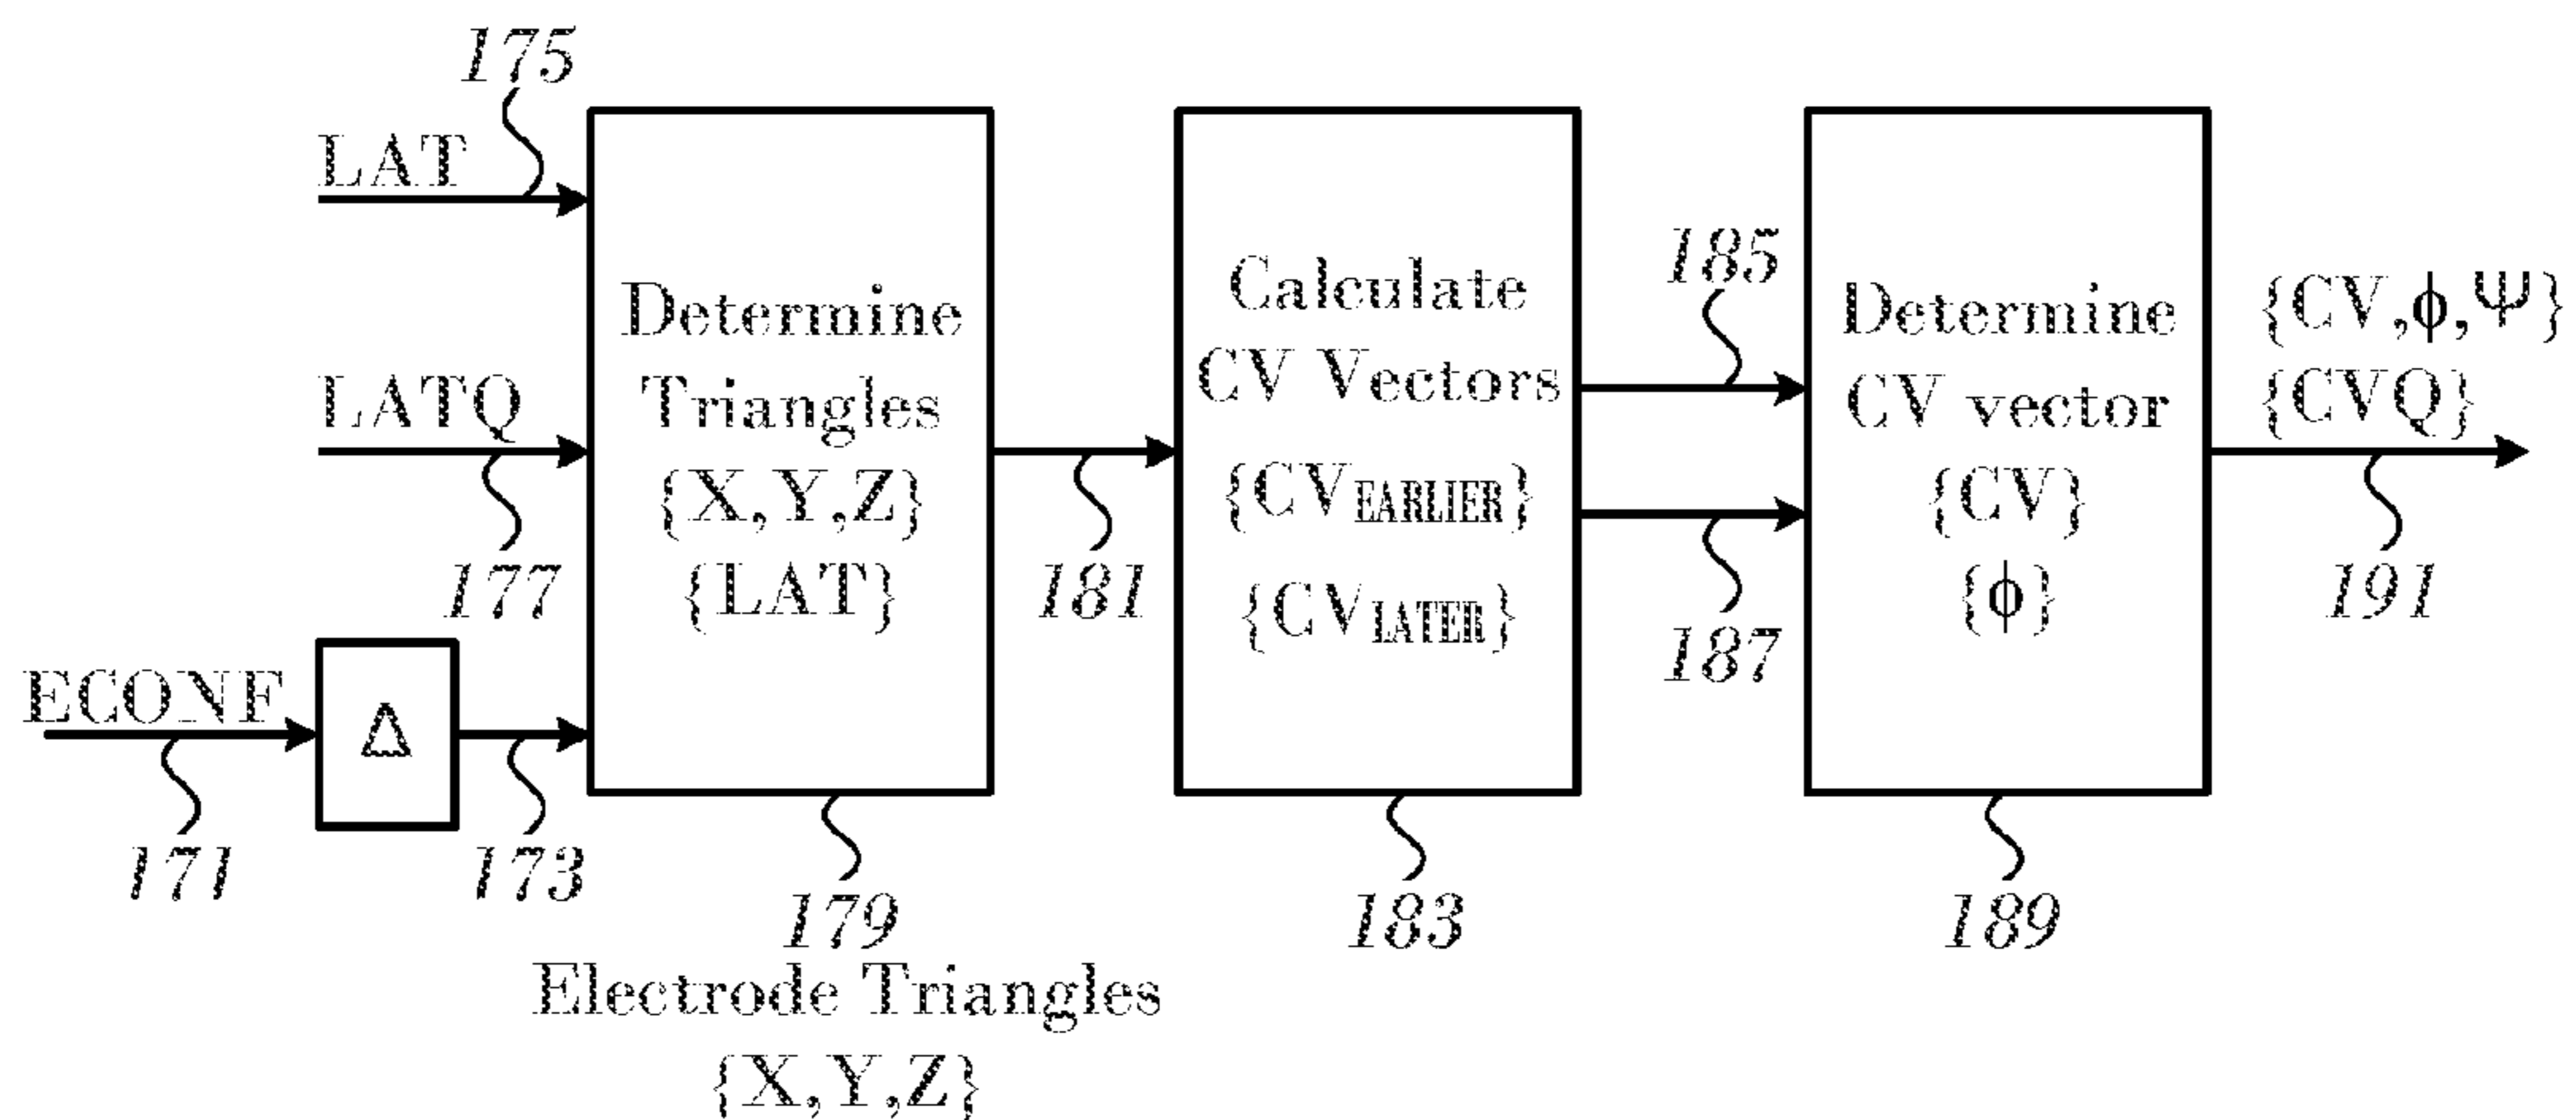 175
LAT
LATQ
177
ECONF
Δ
171
173
Determine
Triangles
{X,Y,Z}
{LAT}
179
Electrode Triangles
{X,Y,Z}
181
Calculate
CV Vectors
{CVEARLIER}
{CVLATER}
183
185
187
Determine
CV vector
{CV}
{ϕ}
189
{CV,ϕ,Ψ}
{CVQ}
191